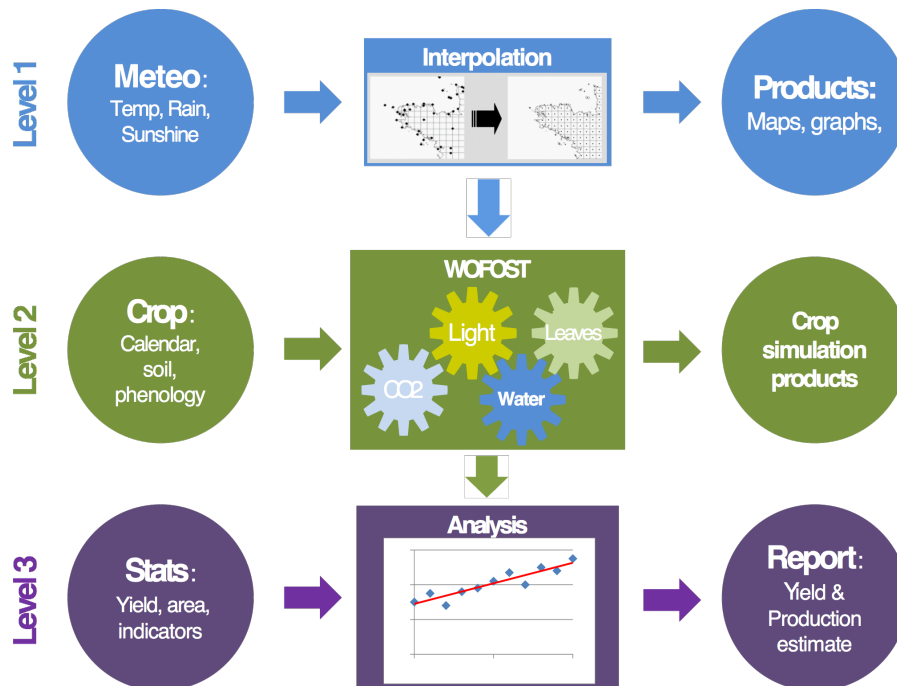 Level 1
Meteo:
Temp, Rain,
Sunshine
Interpolation
Products:
Maps, graphs,
Level 2
Crop:
Calendar,
soil,
phenology
WOFOST
Light
Leaves
CO2
Water
Crop
simulation
products
Level 3
Stats:
Yield, area,
indicators
Analysis
Report:
Yield &
Production
estimate